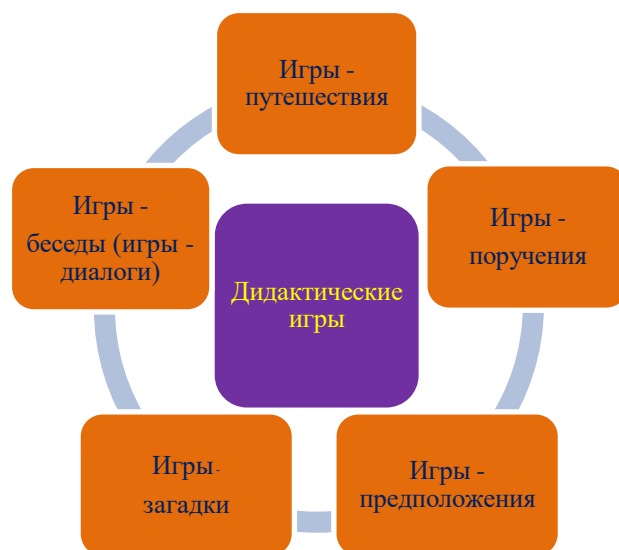 Игры -
путешествия
Игры -
поручения
Игры -
предположения
Игры-
загадки
Игры -
беседы (игры -
диалоги)
Дидактические
игры